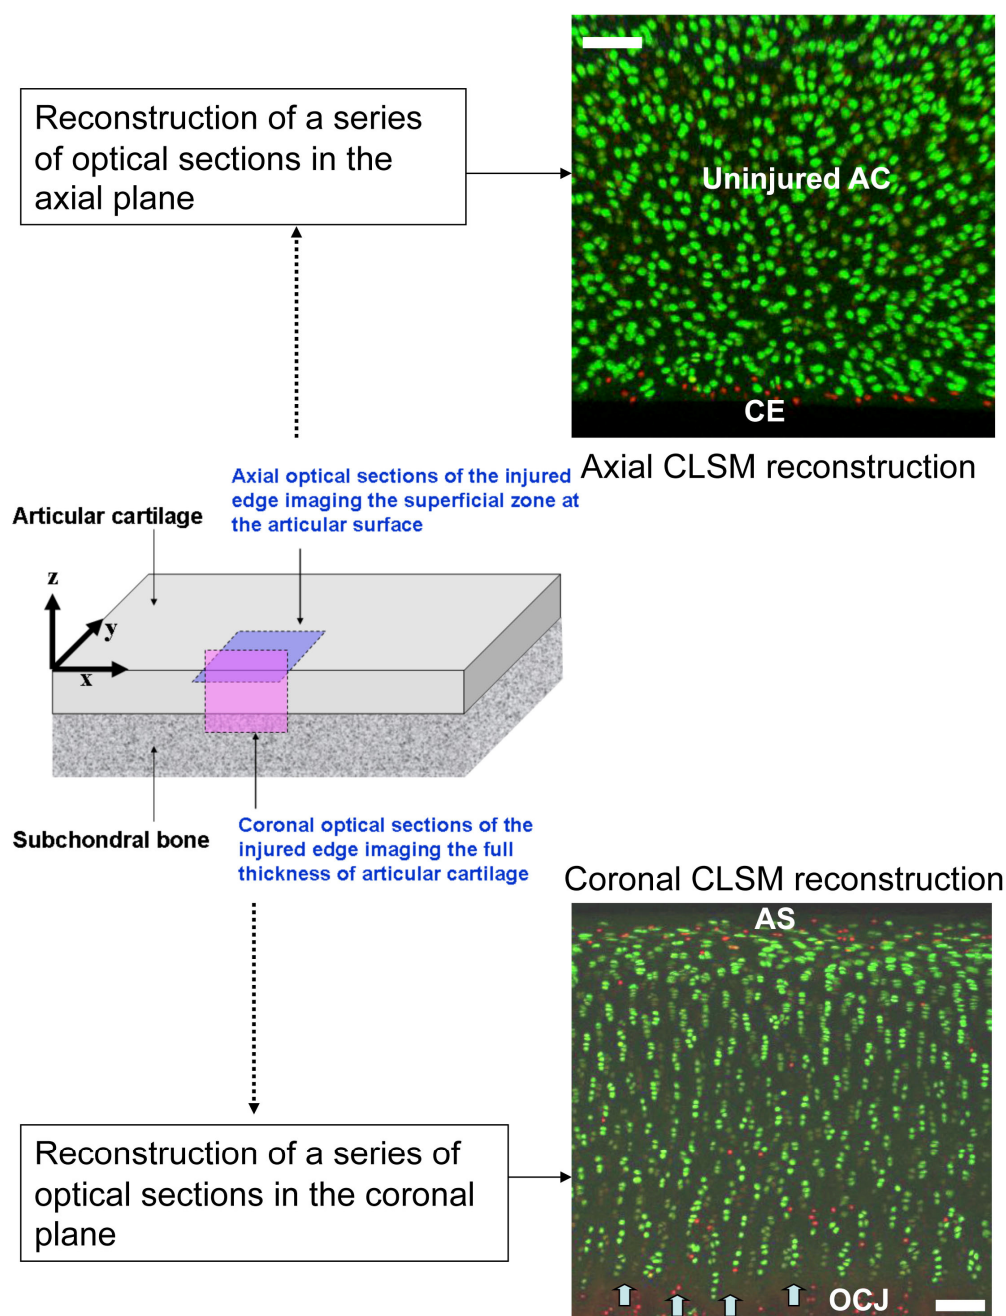 Reconstruction of a series
of optical sections in the
axial plane
Uninjured AC
CE
Axial CLSM reconstruction
Axial optical sections of the injured
edge imaging the superficial zone at
the articular surface
Articular cartilage
z
y
x
Subchondral bone
Coronal optical sections of the
injured edge imaging the full
thickness of articular cartilage
Coronal CLSM reconstruction
AS
Reconstruction of a series of
optical sections in the coronal
plane
OCJ